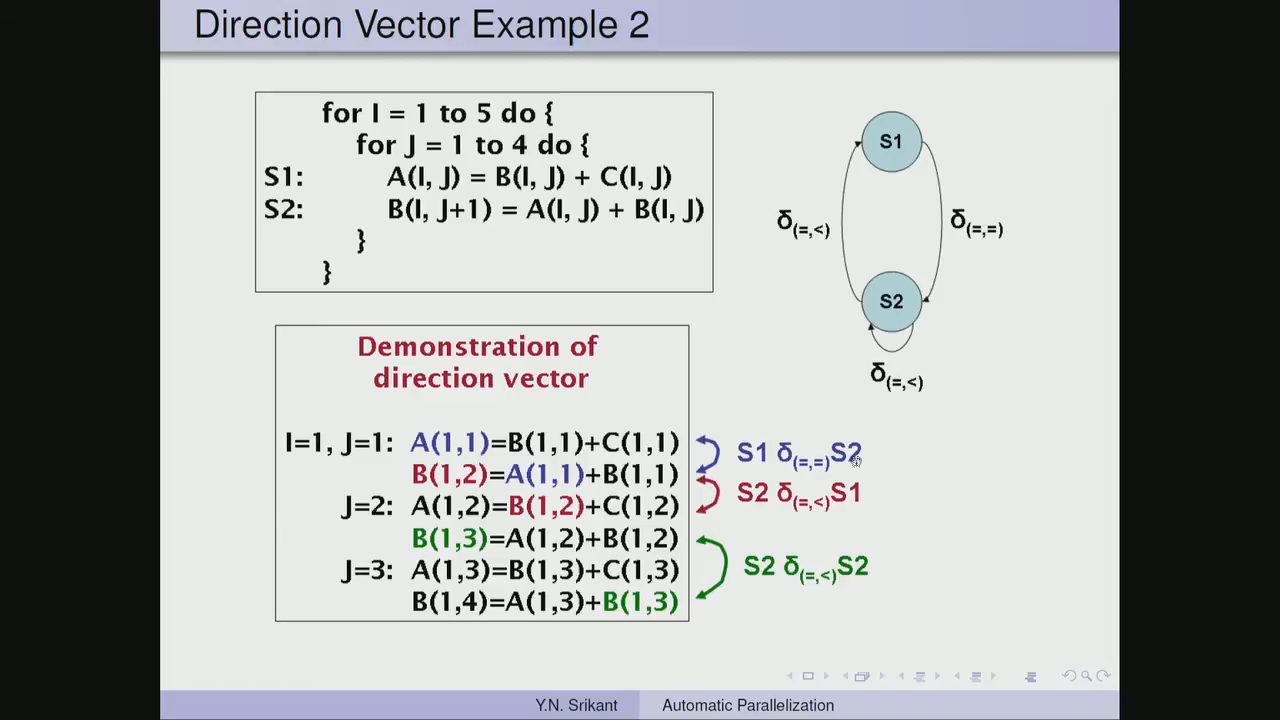 Direction Vector Example 2
for I = 1 to 5 do {
for J = 1 to 4 do {
S1: A(I, J) = B(I, J) + C(I, J)
S2: B(I, J+1) = A(I, J) + B(I, J)
}
}
S1
δ(=,<)
δ(=,=)
S2
δ(=,<)
Demonstration of
direction vector
I=1, J=1: A(1,1)=B(1,1)+C(1,1)
B(1,2)=A(1,1)+B(1,1)
J=2: A(1,2)=B(1,2)+C(1,2)
B(1,3)=A(1,2)+B(1,2)
J=3: A(1,3)=B(1,3)+C(1,3)
B(1,4)=A(1,3)+B(1,3)
S1 δ(=,=)S2
S2 δ(=,<)S1
S2 δ(=,<)S2
Y.N. Srikant
Automatic Parallelization